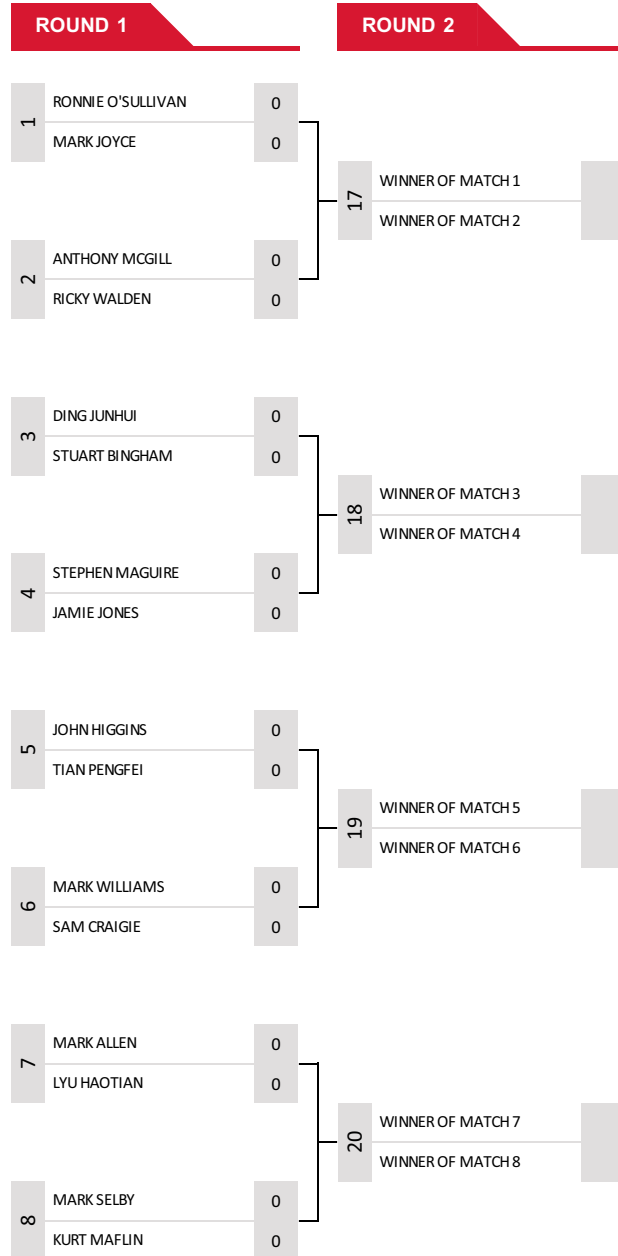 ROUND 1
ROUND 2
1
RONNIE O'SULLIVAN 0
MARK JOYCE 0
17
WINNER OF MATCH 1
WINNER OF MATCH 2
2
ANTHONY MCGILL 0
RICKY WALDEN 0
3
DING JUNHUI 0
STUART BINGHAM 0
18
WINNER OF MATCH 3
WINNER OF MATCH 4
4
STEPHEN MAGUIRE 0
JAMIE JONES 0
5
JOHN HIGGINS 0
TIAN PENGFEI 0
19
WINNER OF MATCH 5
WINNER OF MATCH 6
6
MARK WILLIAMS 0
SAM CRAIGIE 0
7
MARK ALLEN 0
LYU HAOTIAN 0
20
WINNER OF MATCH 7
WINNER OF MATCH 8
8
MARK SELBY 0
KURT MAFLIN 0